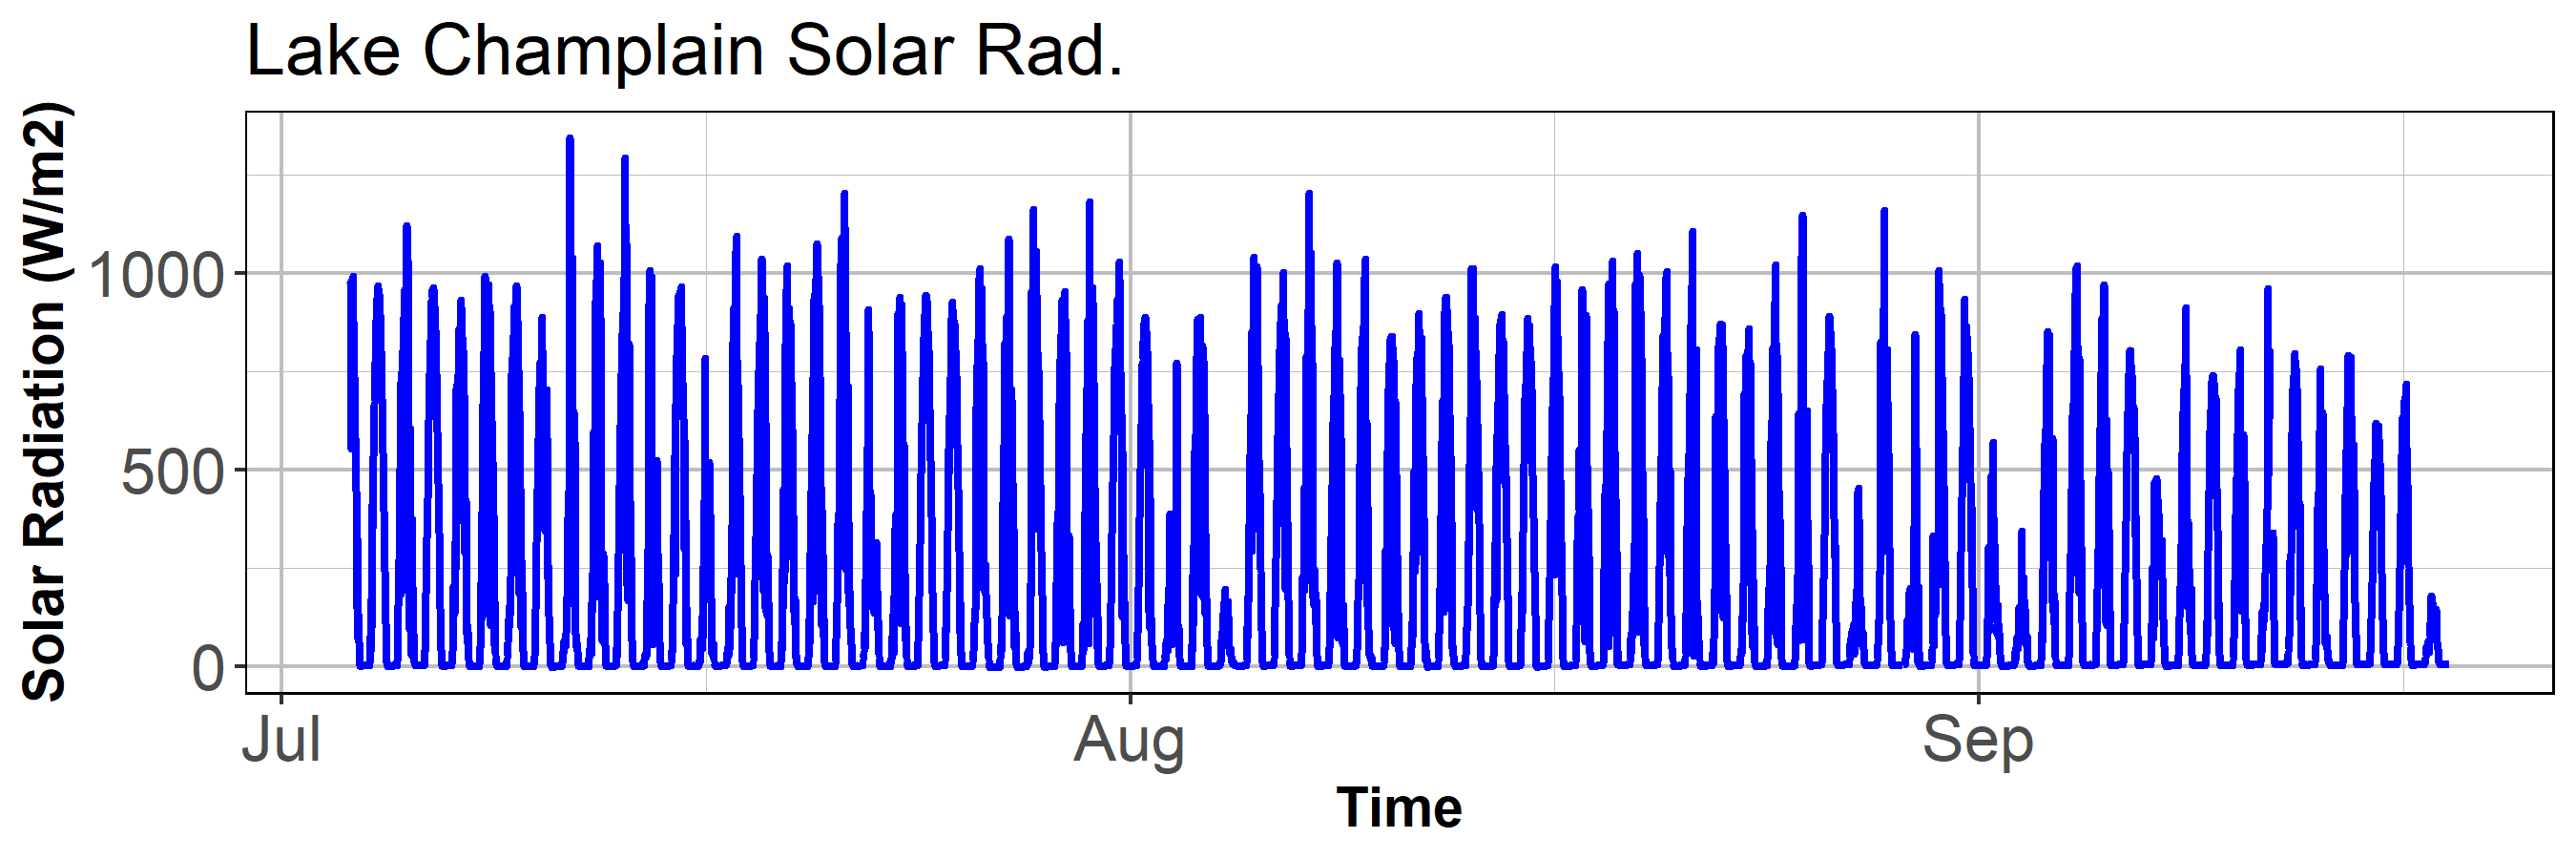 Lake Champlain Solar Rad.
Solar Radiation (W/m2)
1000
500
0
Jul Aug Sep
Time